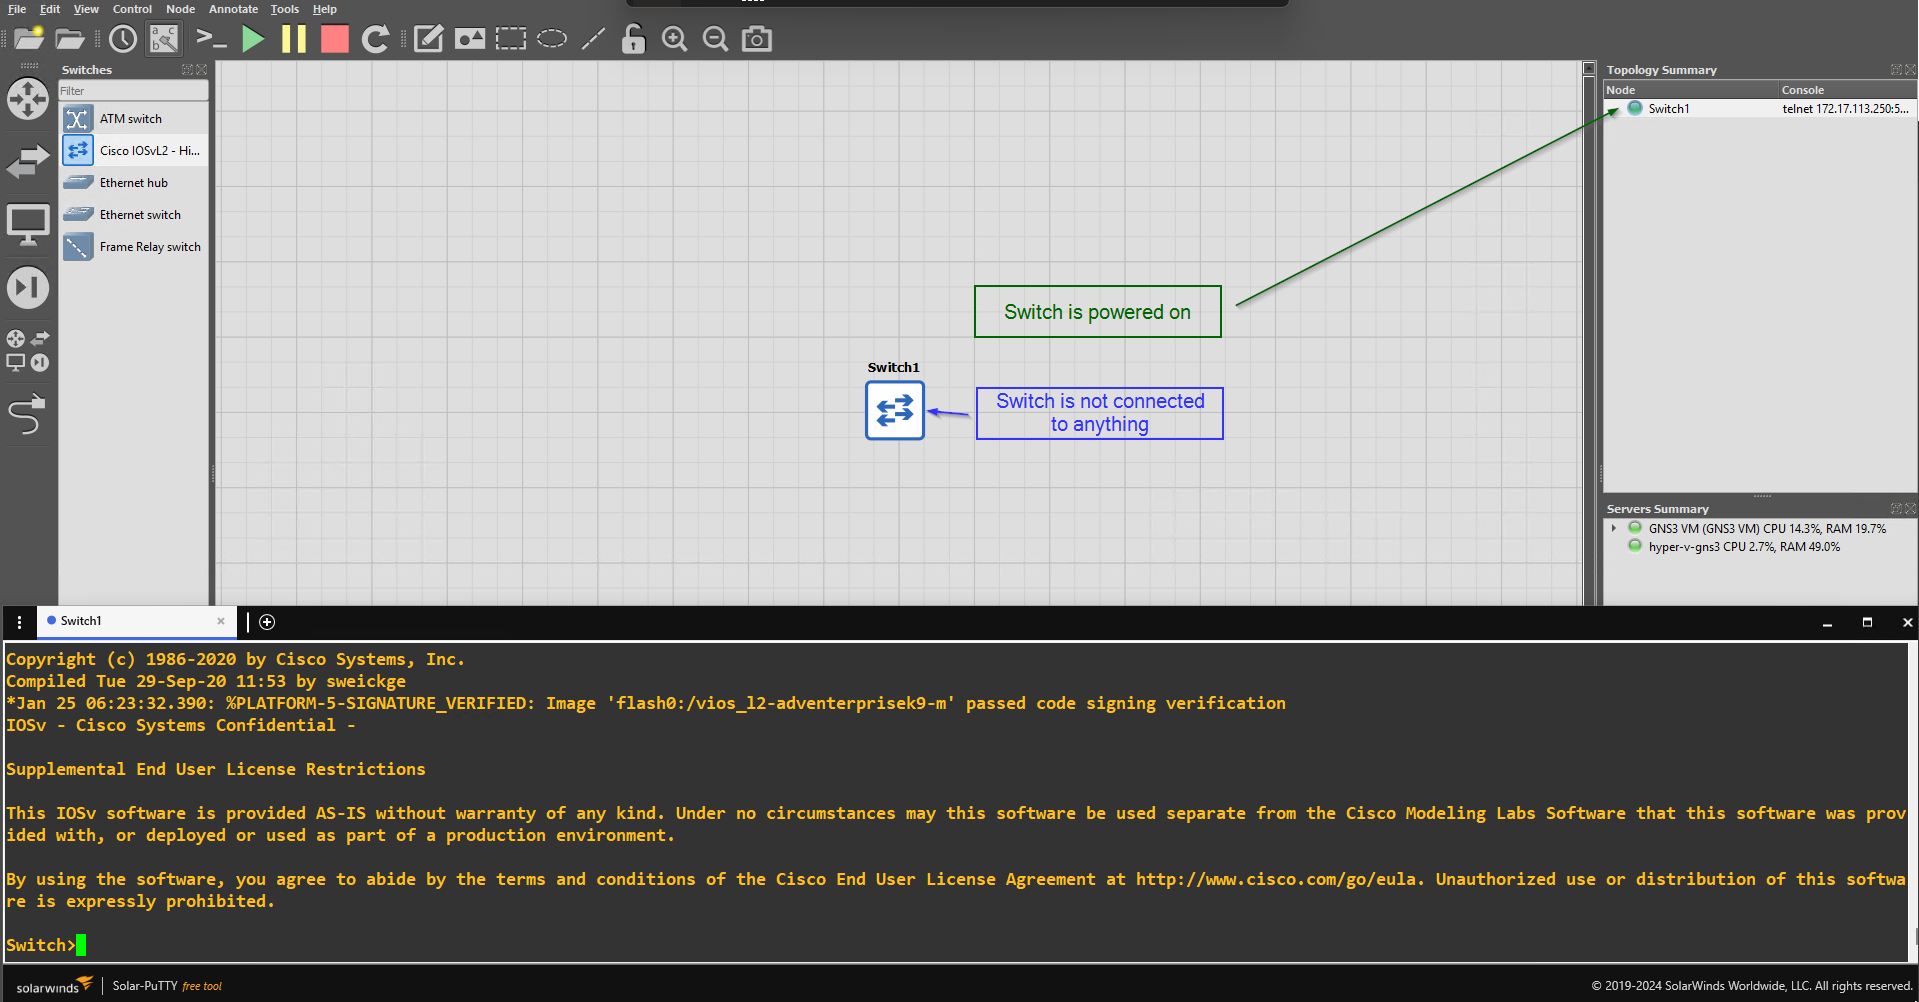 File Edit View Control Node Annotate Tools Help
Switches
Filter
ATM switch
Cisco IOSvL2 - Hi...
Ethernet hub
Ethernet switch
Frame Relay switch
Switch is powered on
Switch1
Switch is not connected
to anything
Topology Summary
Node Console
Switch1 telnet 172.17.113.250:5...
Servers Summary
GNS3 VM (GNS3 VM) CPU 14.3%, RAM 19.7%
hyper-v-gns3 CPU 2.7%, RAM 49.0%
Switch1
Copyright (c) 1986-2020 by Cisco Systems, Inc.
Compiled Tue 29-Sep-20 11:53 by sweickge
*Jan 25 06:23:32.390: %PLATFORM-5-SIGNATURE_VERIFIED: Image 'flash0:/vios_l2-adventerprisek9-m' passed code signing verification
IOSv - Cisco Systems Confidential -
Supplemental End User License Restrictions
This IOSv software is provided AS-IS without warranty of any kind. Under no circumstances may this software be used separate from the Cisco Modeling Labs Software that this software was prov
ided with, or deployed or used as part of a production environment.
By using the software, you agree to abide by the terms and conditions of the Cisco End User License Agreement at http://www.cisco.com/go/eula. Unauthorized use or distribution of this softwa
re is expressly prohibited.
Switch>
solarwinds Solar-PuTTY free tool
© 2019-2024 SolarWinds Worldwide, LLC. All rights reserved.